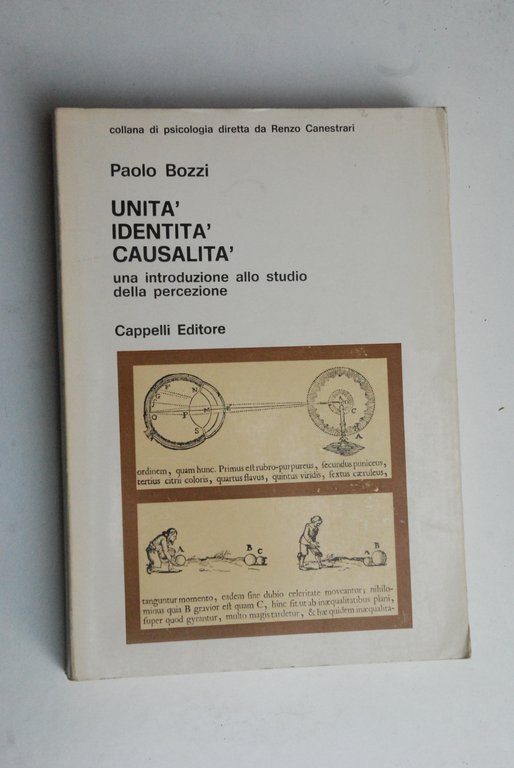 collana di psicologia diretta da Renzo Canestrari
Paolo Bozzi
UNITA'
IDENTITA'
CAUSALITA'
una introduzione allo studio
della percezione
Cappelli Editore
N
O P M E
S
A
C
A
ordinem, quam hunc. Primus est rubro-purpureus, secundus puniceus,
tertius citrii coloris, quartus flavus, quintus viridis, sextus cæruleus,
A B C
A B
tanguntur momento, eadem sine dubio celeritate moveantur; nihilo-
minus quia B gravior est quam C, hinc fit ut ab inæqualitatibus plani,
super quod gyrantur, multo magis tardetur, & hæ quidem inæqualita-